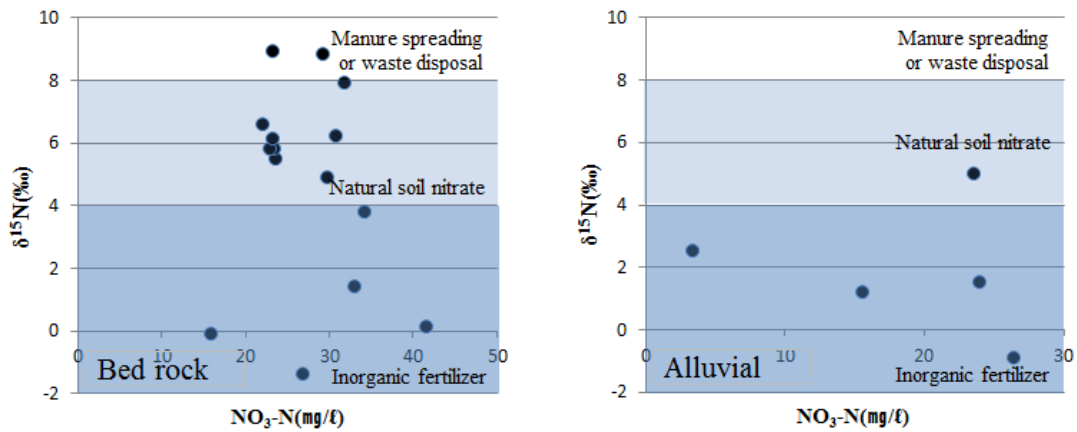 10
8
6
4
2
0
-2
δ¹⁵N(‰)
Manure spreading
or waste disposal
Natural soil nitrate
Inorganic fertilizer
Bed rock
0
10
20
30
40
50
NO₃-N(㎎/ℓ)
10
8
6
4
2
0
-2
δ¹⁵N(‰)
Manure spreading
or waste disposal
Natural soil nitrate
Inorganic fertilizer
Alluvial
0
10
20
30
NO₃-N(㎎/ℓ)